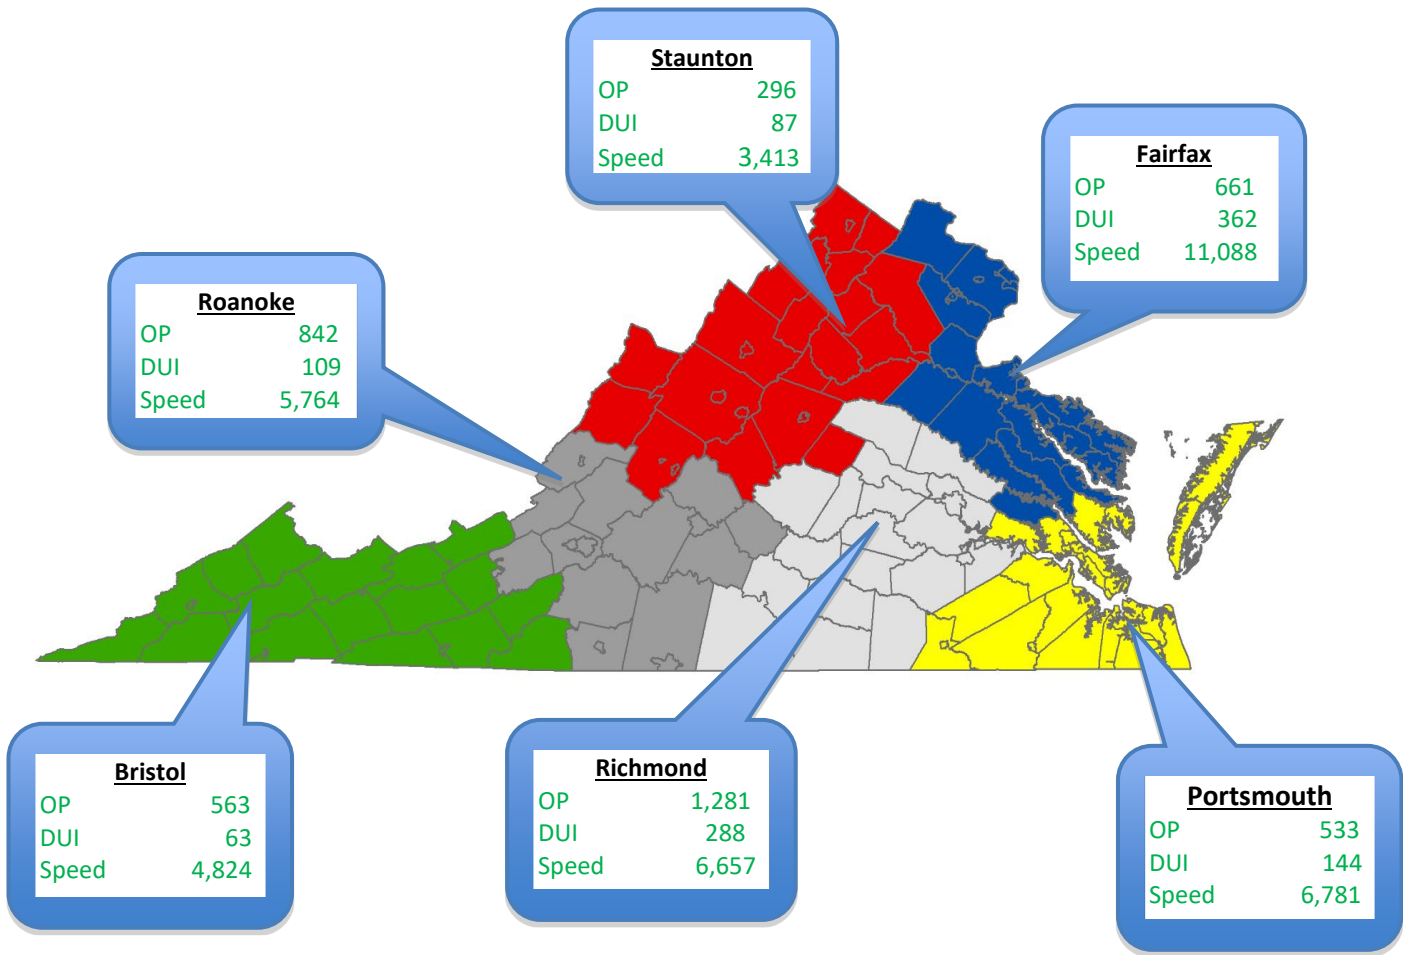 Staunton
OP 296
DUI 87
Speed 3,413
Fairfax
OP 661
DUI 362
Speed 11,088
Roanoke
OP 842
DUI 109
Speed 5,764
Bristol
OP 563
DUI 63
Speed 4,824
Richmond
OP 1,281
DUI 288
Speed 6,657
Portsmouth
OP 533
DUI 144
Speed 6,781